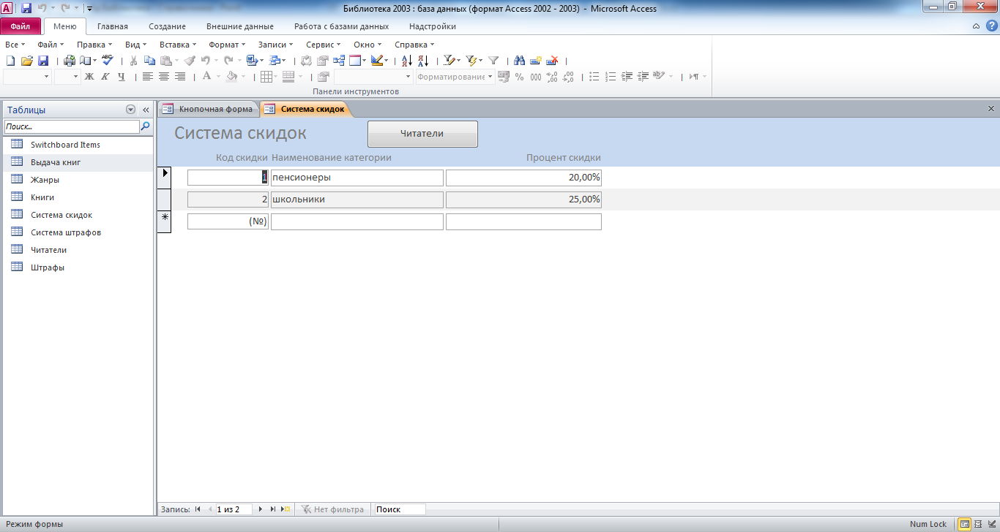 Библиотека 2003 : база данных (формат Access 2002 - 2003) - Microsoft Access
Файл Меню Главная Создание Внешние данные Работа с базами данных Надстройки
Все Файл Правка Вид Вставка Формат Записи Сервис Окно Справка
Ж К Ч Форматирование % 000
Панели инструментов
Таблицы
Поиск...
Switchboard Items
Выдача книг
Жанры
Книги
Система скидок
Система штрафов
Читатели
Штрафы
Кнопочная форма Система скидок
Система скидок Читатели
Код скидки Наименование категории Процент скидки
1 пенсионеры 20,00%
2 школьники 25,00%
(№)
Запись: 1 из 2 Нет фильтра Поиск
Режим формы Num Lock